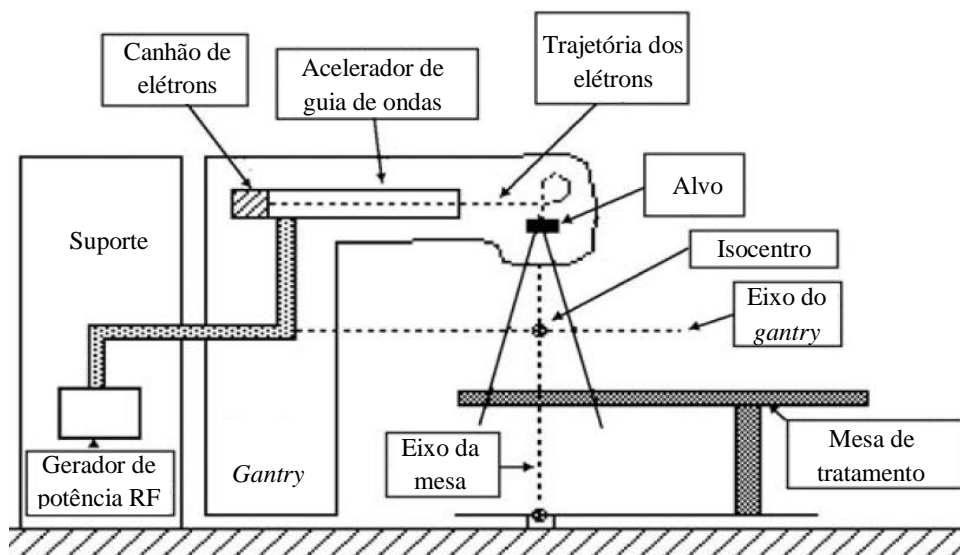 Canhão de
elétrons
Acelerador de
guia de ondas
Trajetória dos
elétrons
Alvo
Suporte
Isocentro
Eixo do
gantry
Gerador de
potência RF
Gantry
Eixo da
mesa
Mesa de
tratamento